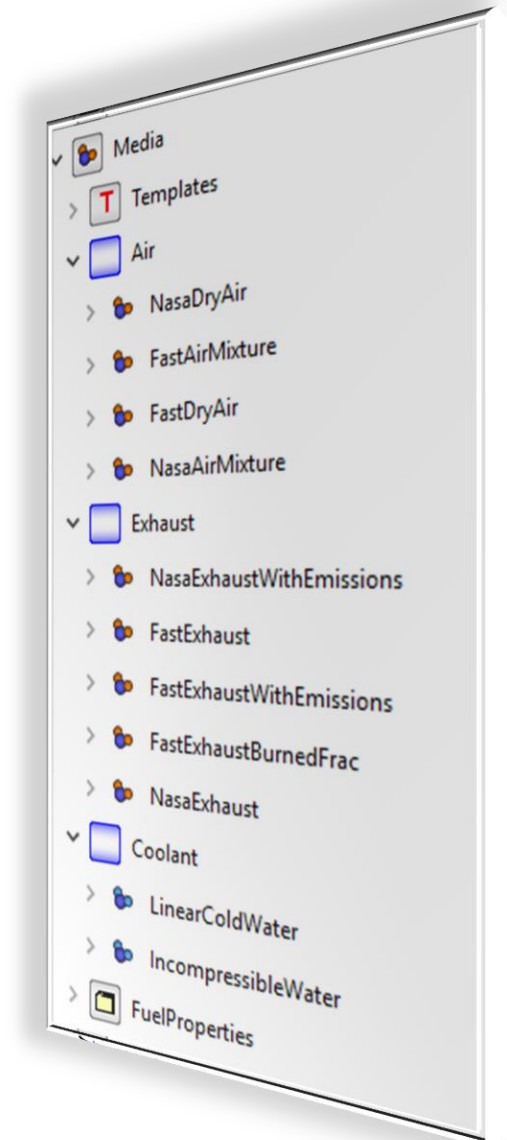 Media
T
Templates
Air
NasaDryAir
FastAirMixture
FastDryAir
NasaAirMixture
Exhaust
NasaExhaustWithEmissions
FastExhaust
FastExhaustWithEmissions
FastExhaustBurnedFrac
NasaExhaust
Coolant
LinearColdWater
IncompressibleWater
FuelProperties